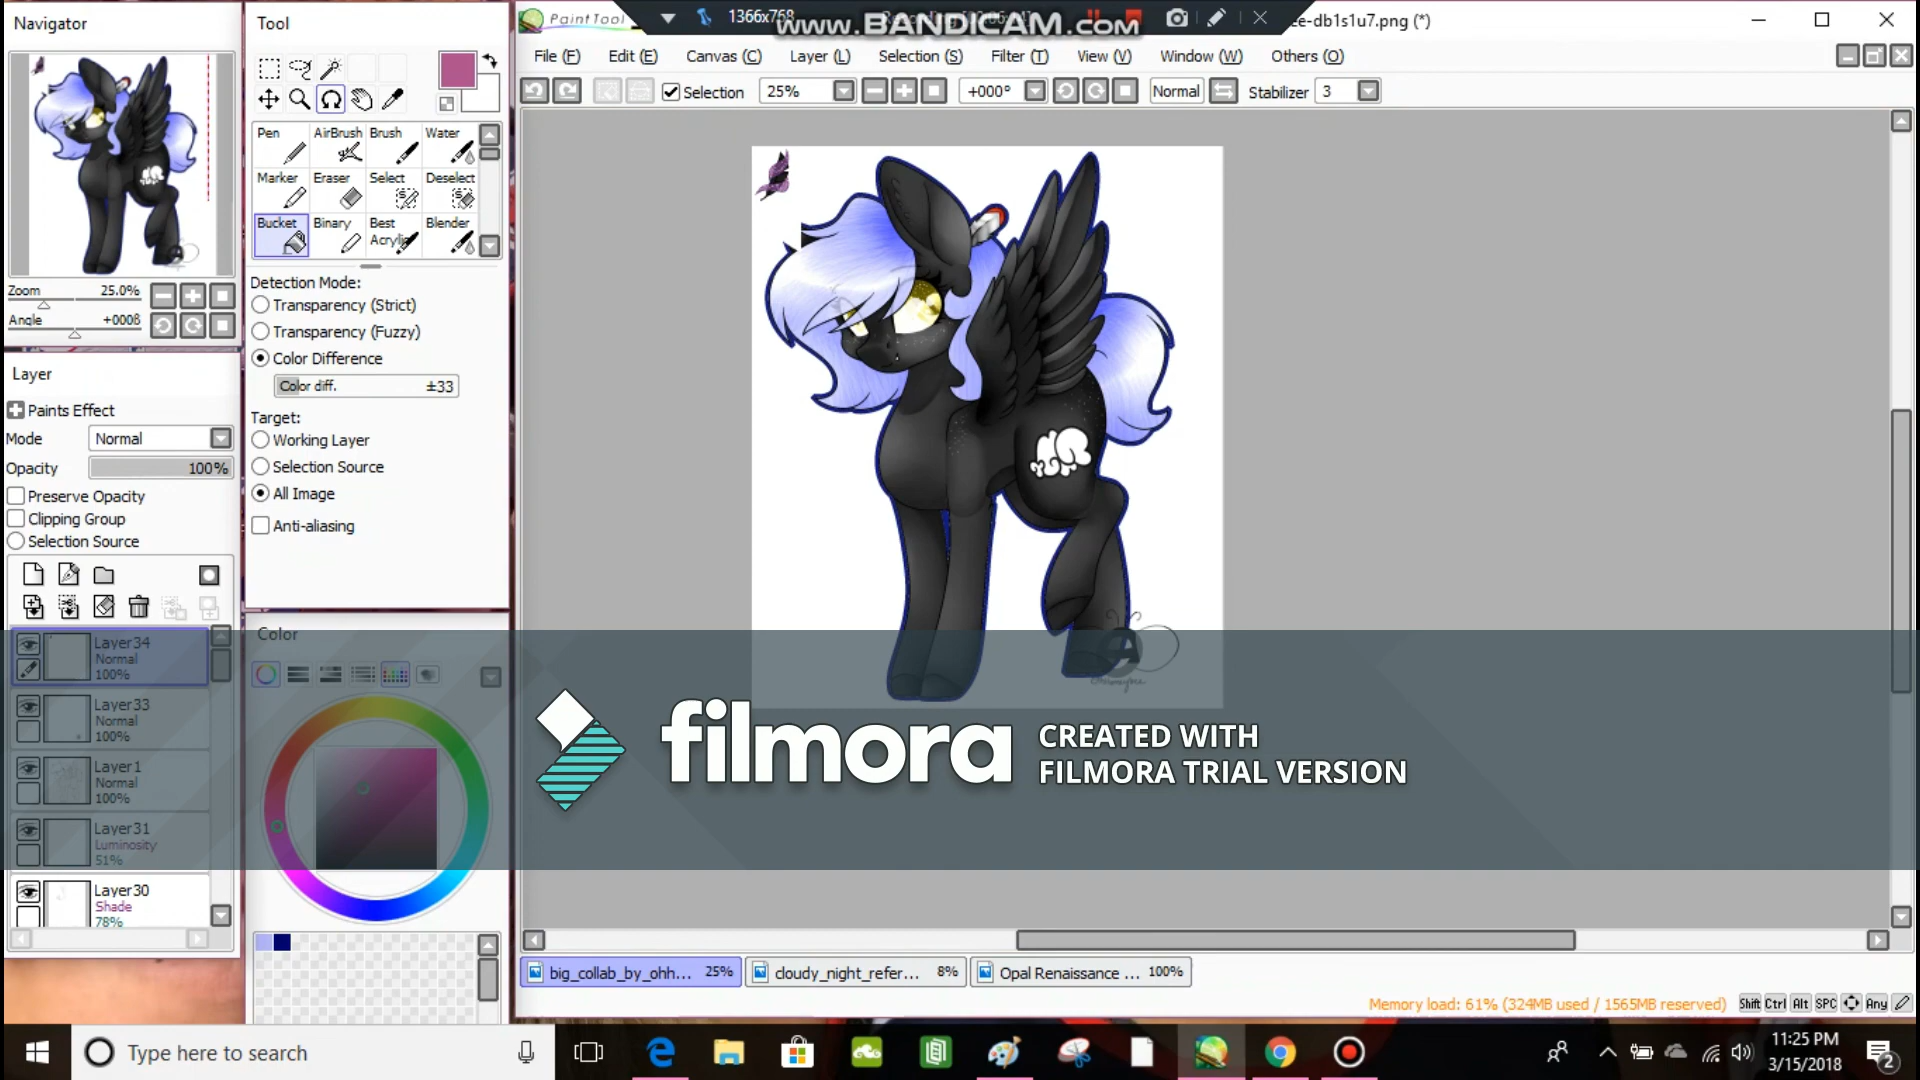 Navigator
Zoom 25.0%
Angle +000ß
Layer
Paints Effect
Mode Normal
Opacity 100%
Preserve Opacity
Clipping Group
Selection Source
Layer34
Normal
100%
Layer33
Normal
100%
Layer1
Normal
100%
Layer31
Luminosity
51%
Layer30
Shade
78%
Tool
Pen AirBrush Brush Water
Marker Eraser Select Deselect
Bucket Binary Best Acrylic Blender
Detection Mode:
Transparency (Strict)
Transparency (Fuzzy)
Color Difference
Color diff. ±33
Target:
Working Layer
Selection Source
All Image
Anti-aliasing
Color
PaintTool
1366x768
www.BANDICAM.com
ee-db1s1u7.png (*)
File (F) Edit (E) Canvas (C) Layer (L) Selection (S) Filter (T) View (V) Window (W) Others (O)
Selection 25% +000° Normal Stabilizer 3
filmora
CREATED WITH
FILMORA TRIAL VERSION
big_collab_by_ohh... 25% cloudy_night_refer... 8% Opal Renaissance ... 100%
Memory load: 61% (324MB used / 1565MB reserved) Shift Ctrl Alt SPC Any
Type here to search
11:25 PM
3/15/2018
2